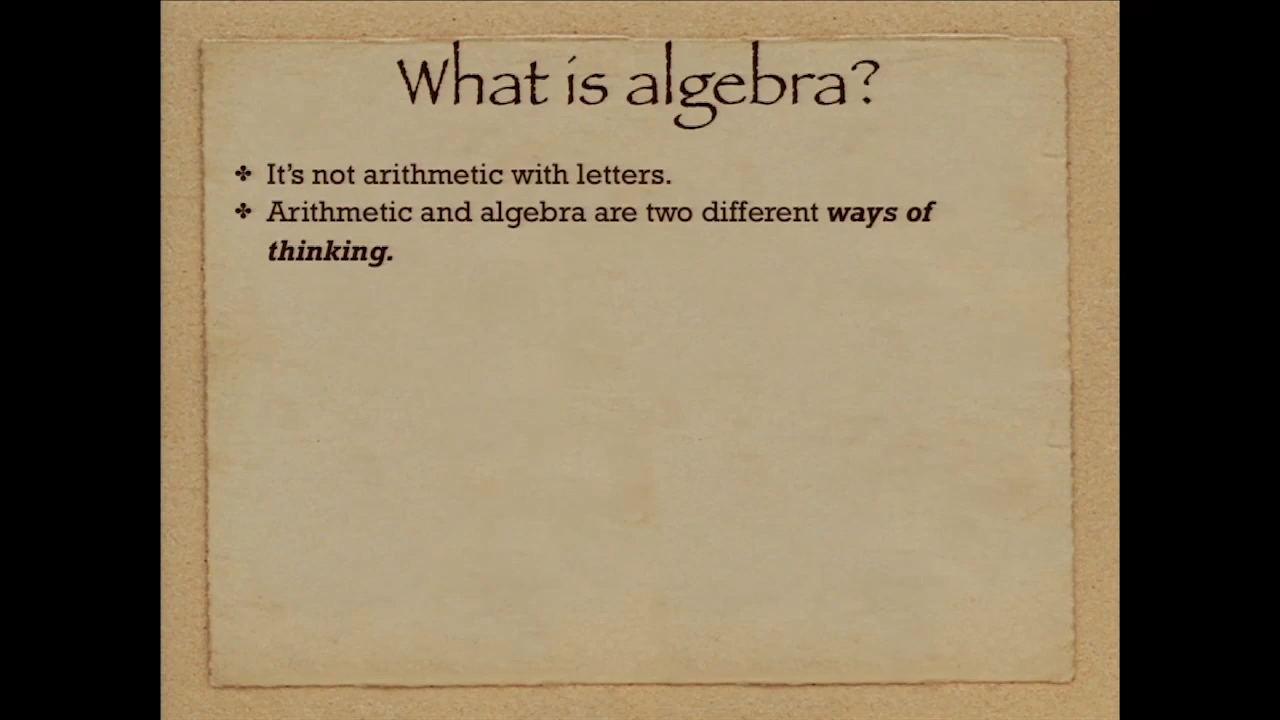 What is algebra?
✤ It's not arithmetic with letters.
✤ Arithmetic and algebra are two different ways of
thinking.